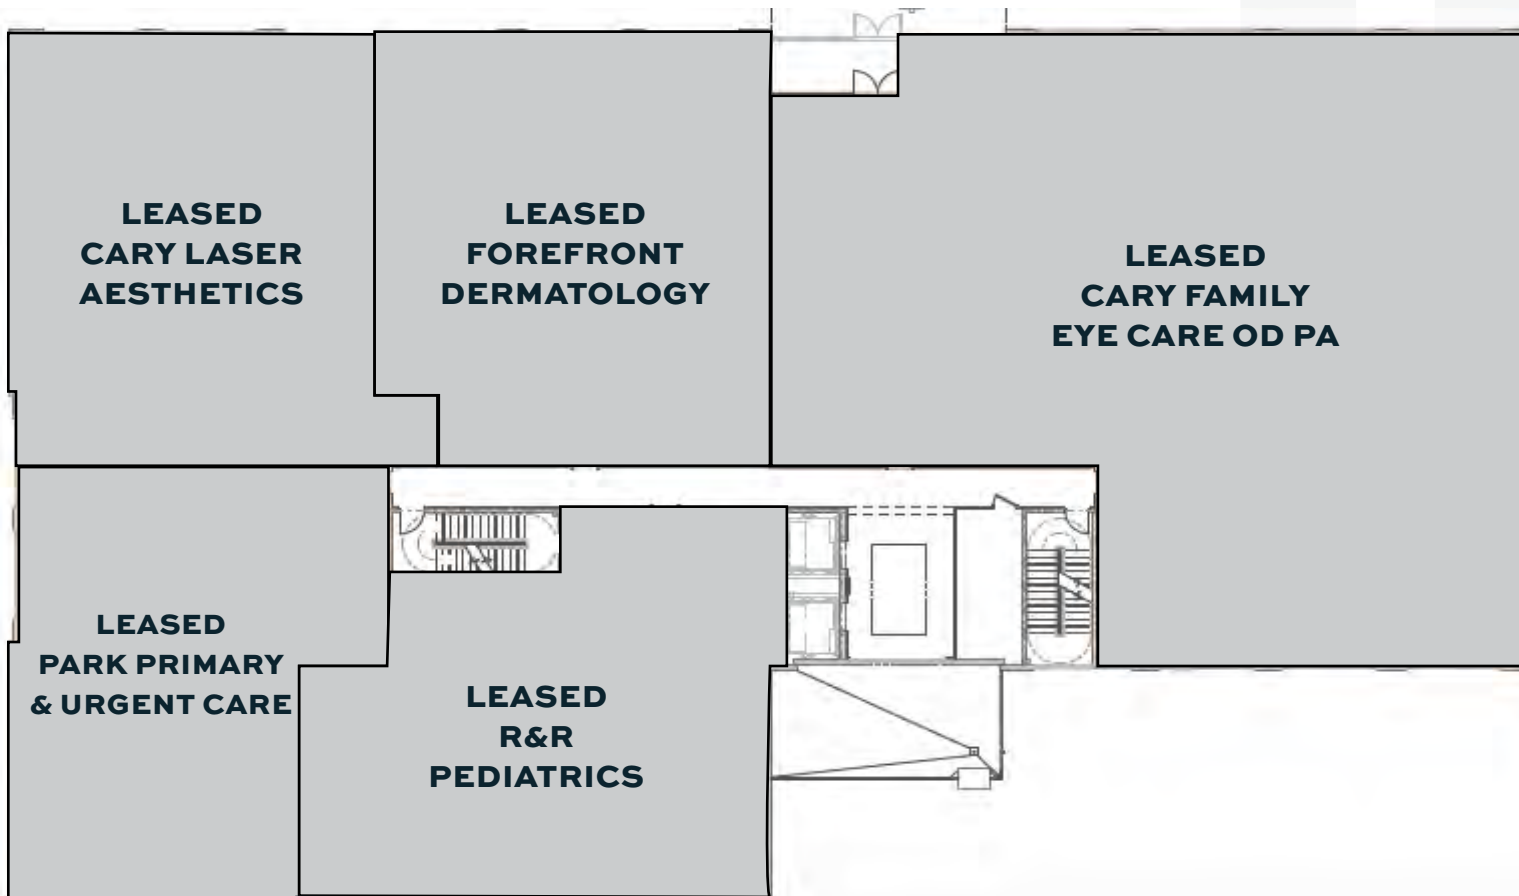 LEASED
CARY LASER
AESTHETICS
LEASED
FOREFRONT
DERMATOLOGY
LEASED
CARY FAMILY
EYE CARE OD PA
LEASED
PARK PRIMARY
& URGENT CARE
LEASED
R&R
PEDIATRICS